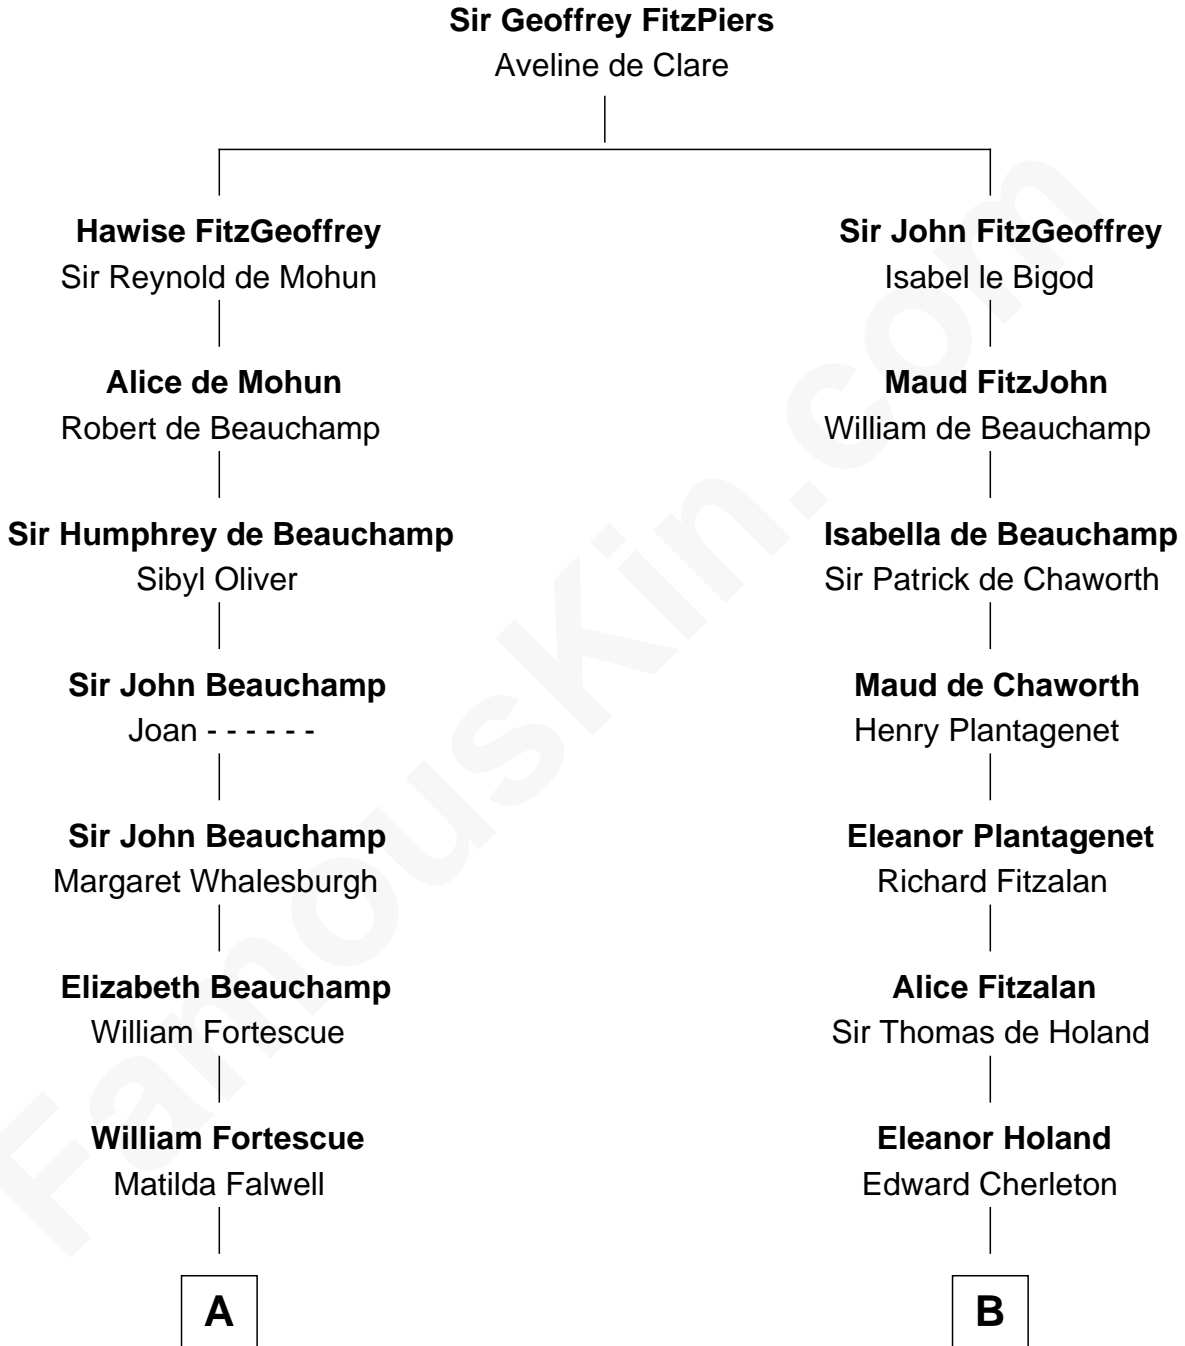 Sir Geoffrey FitzPiers
Aveline de Clare
Hawise FitzGeoffrey
Sir Reynold de Mohun
Sir John FitzGeoffrey
Isabel le Bigod
Alice de Mohun
Robert de Beauchamp
Maud FitzJohn
William de Beauchamp
Sir Humphrey de Beauchamp
Sibyl Oliver
Isabella de Beauchamp
Sir Patrick de Chaworth
Sir John Beauchamp
Joan - - - - - -
Maud de Chaworth
Henry Plantagenet
Sir John Beauchamp
Margaret Whalesburgh
Eleanor Plantagenet
Richard Fitzalan
Elizabeth Beauchamp
William Fortescue
Alice Fitzalan
Sir Thomas de Holand
William Fortescue
Matilda Falwell
Eleanor Holand
Edward Cherleton
A
B
FamousKin.com